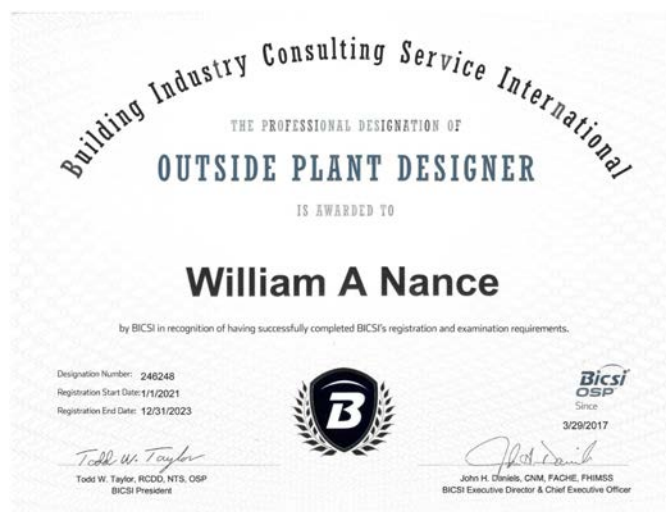 Building Industry Consulting Service International
THE PROFESSIONAL DESIGNATION OF
OUTSIDE PLANT DESIGNER
IS AWARDED TO
William A Nance
by BICSI in recognition of having successfully completed BICSI's registration and examination requirements.
Designation Number: 246248
Registration Start Date: 1/1/2021
Registration End Date: 12/31/2023
B
Bicsi
OSP
Since
3/29/2017
Todd W. Taylor
Todd W. Taylor, RCDD, NTS, OSP
BICSI President
John H. Daniels, CNM, FACHE, FHIMSS
BICSI Executive Director & Chief Executive Officer